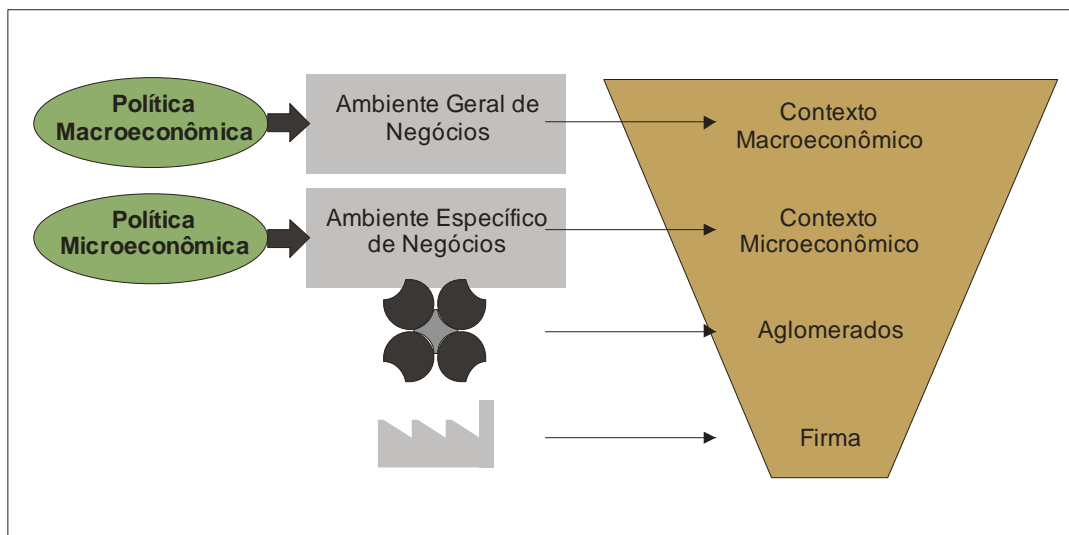 Política
Macroeconômica
Ambiente Geral de
Negócios
Contexto
Macroeconômico
Política
Microeconômica
Ambiente Específico
de Negócios
Contexto
Microeconômico
Aglomerados
Firma